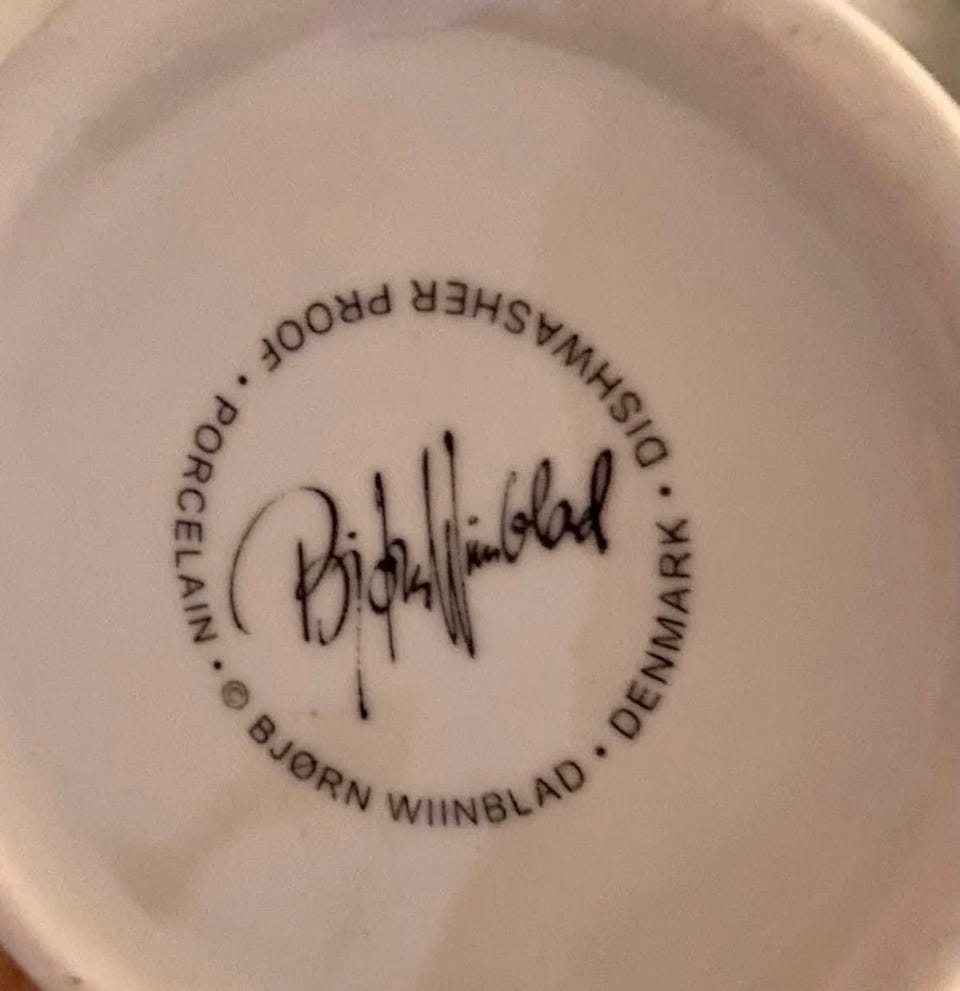 Bjørn Wiinblad
© BJØRN WIINBLAD • DENMARK • DISHWASHER PROOF • PORCELAIN •